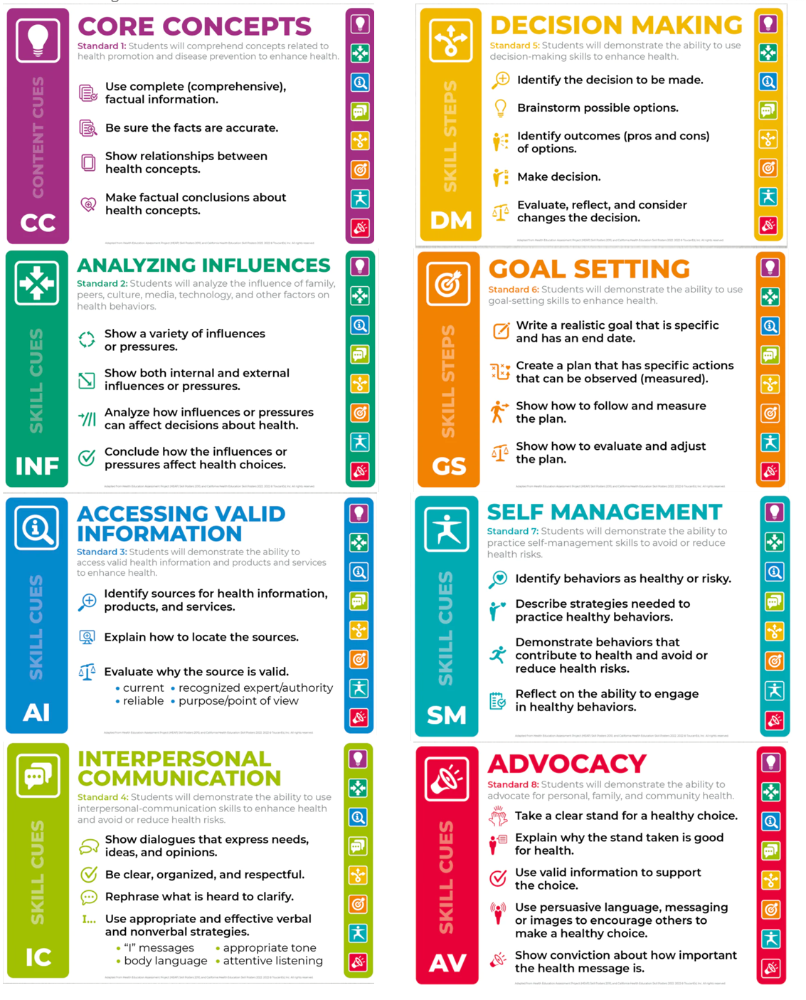 CORE CONCEPTS
Standard 1: Students will comprehend concepts related to
health promotion and disease prevention to enhance health.
CONTENT CUES
Use complete (comprehensive),
factual information.
Be sure the facts are accurate.
Show relationships between
health concepts.
Make factual conclusions about
health concepts.
CC
DECISION MAKING
Standard 5: Students will demonstrate the ability to use
decision-making skills to enhance health.
SKILL STEPS
Identify the decision to be made.
Brainstorm possible options.
Identify outcomes (pros and cons)
of options.
Make decision.
Evaluate, reflect, and consider
changes the decision.
DM
ANALYZING INFLUENCES
Standard 2: Students will analyze the influence of family,
peers, culture, media, technology, and other factors on
health behaviors.
SKILL CUES
Show a variety of influences
or pressures.
Show both internal and external
influences or pressures.
Analyze how influences or pressures
can affect decisions about health.
Conclude how the influences or
pressures affect health choices.
INF
GOAL SETTING
Standard 6: Students will demonstrate the ability to use
goal-setting skills to enhance health.
SKILL STEPS
Write a realistic goal that is specific
and has an end date.
Create a plan that has specific actions
that can be observed (measured).
Show how to follow and measure
the plan.
Show how to evaluate and adjust
the plan.
GS
ACCESSING VALID
INFORMATION
Standard 3: Students will demonstrate the ability to
access valid health information and products and services
to enhance health.
SKILL CUES
Identify sources for health information,
products, and services.
Explain how to locate the sources.
Evaluate why the source is valid.
• current • recognized expert/authority
• reliable • purpose/point of view
AI
SELF MANAGEMENT
Standard 7: Students will demonstrate the ability to
practice self-management skills to avoid or reduce
health risks.
SKILL CUES
Identify behaviors as healthy or risky.
Describe strategies needed to
practice healthy behaviors.
Demonstrate behaviors that
contribute to health and avoid or
reduce health risks.
Reflect on the ability to engage
in healthy behaviors.
SM
INTERPERSONAL
COMMUNICATION
Standard 4: Students will demonstrate the ability to use
interpersonal-communication skills to enhance health
and avoid or reduce health risks.
SKILL CUES
Show dialogues that express needs,
ideas, and opinions.
Be clear, organized, and respectful.
Rephrase what is heard to clarify.
I... Use appropriate and effective verbal
and nonverbal strategies.
• "I" messages • appropriate tone
• body language • attentive listening
IC
ADVOCACY
Standard 8: Students will demonstrate the ability to
advocate for personal, family, and community health.
SKILL CUES
Take a clear stand for a healthy choice.
Explain why the stand taken is good
for health.
Use valid information to support
the choice.
Use persuasive language, messaging
or images to encourage others to
make a healthy choice.
Show conviction about how important
the health message is.
AV